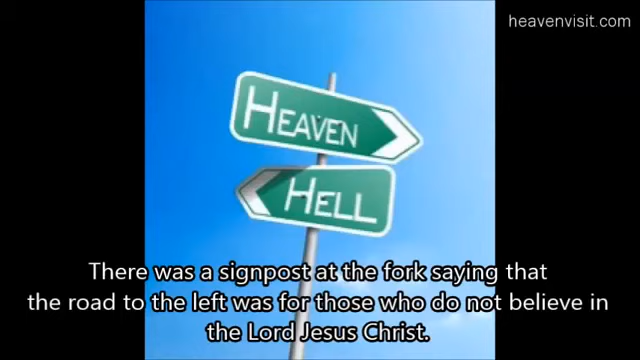 heavenvisit.com
HEAVEN
HELL
There was a signpost at the fork saying that
the road to the left was for those who do not believe in
the Lord Jesus Christ.